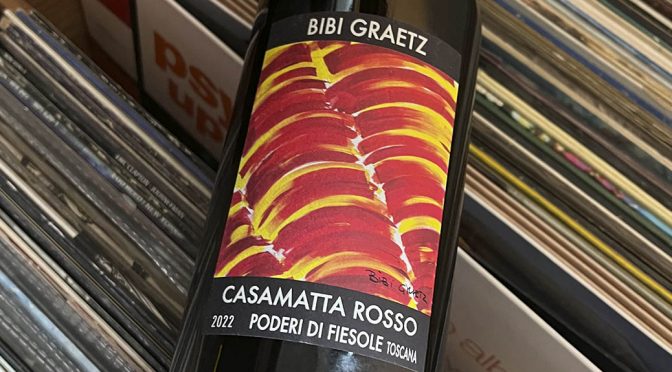 BIBI GRAETZ
BIBI GRAETZ
CASAMATTA ROSSO
2022 PODERI DI FIESOLE TOSCANA